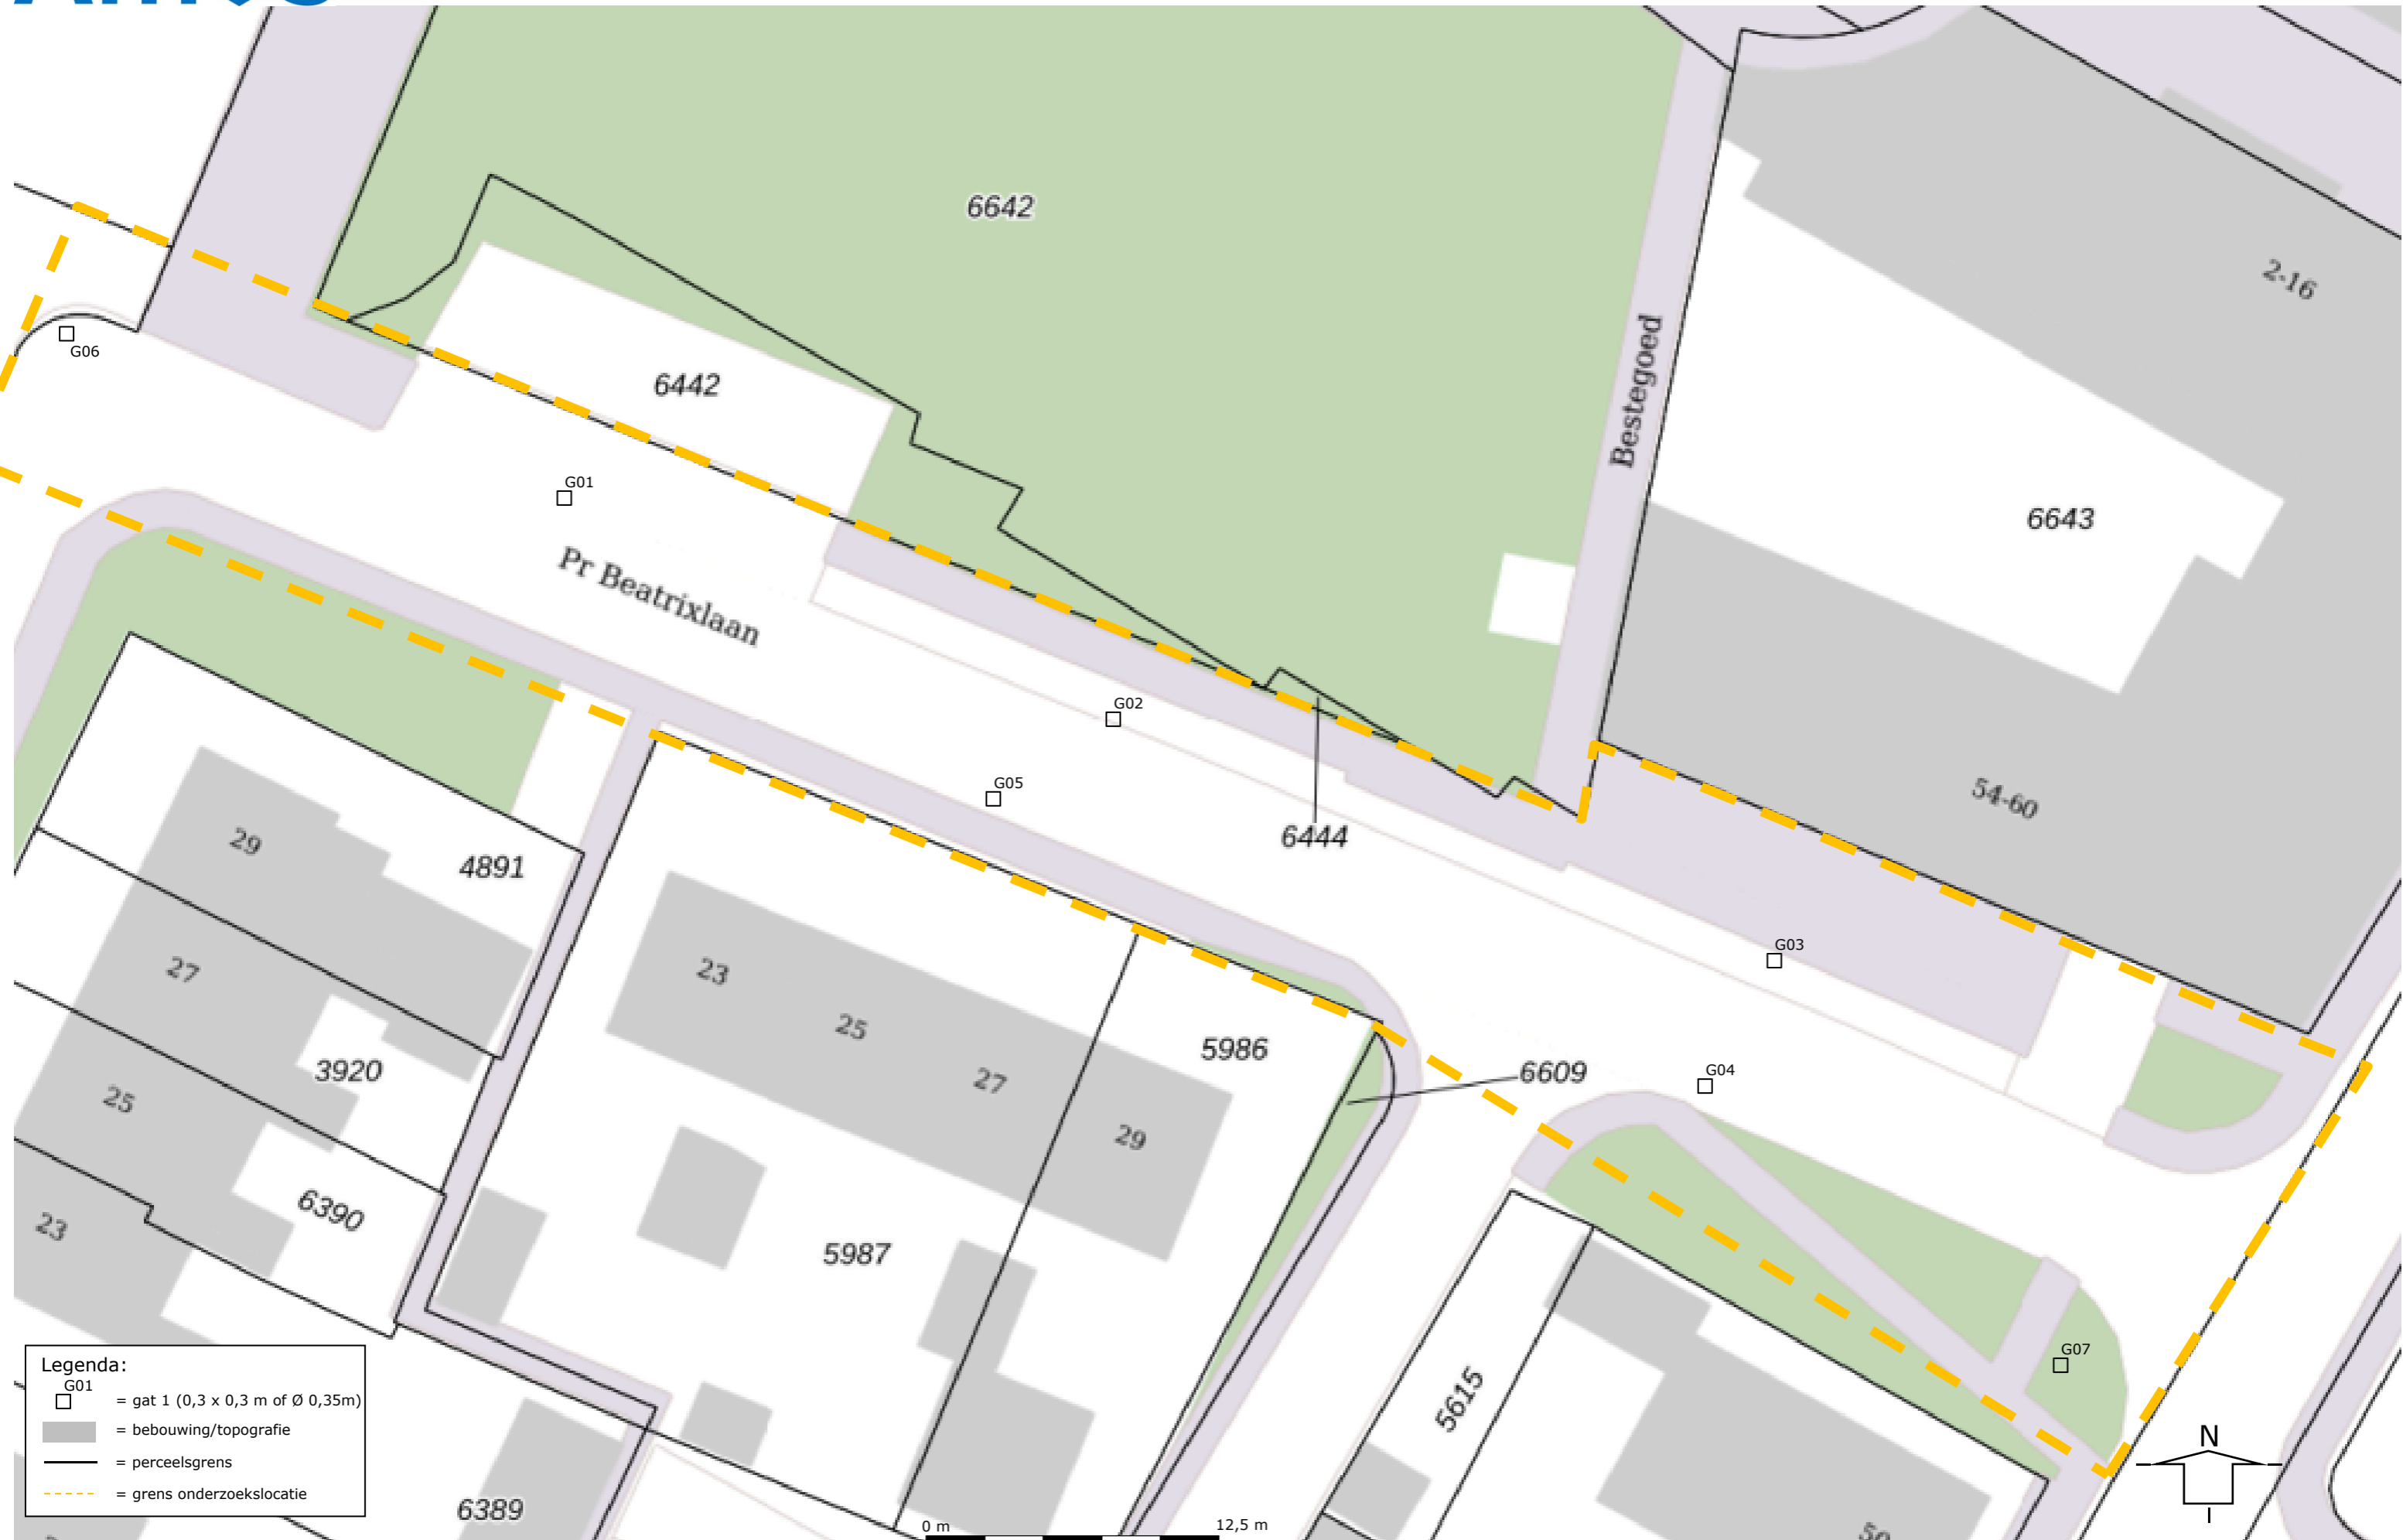 6642
2-16
Bestegoed
G06
6442
G01
6643
Pr Beatrixlaan
G02
G05
54-60
6444
29
4891
G03
27
23
25
5986
27
29
6609
G04
3920
25
6390
23
5987
G07
5615
N
6389
50
Legenda:
G01
= gat 1 (0,3 x 0,3 m of Ø 0,35m)
= bebouwing/topografie
= perceelsgrens
= grens onderzoekslocatie
0 m
12,5 m